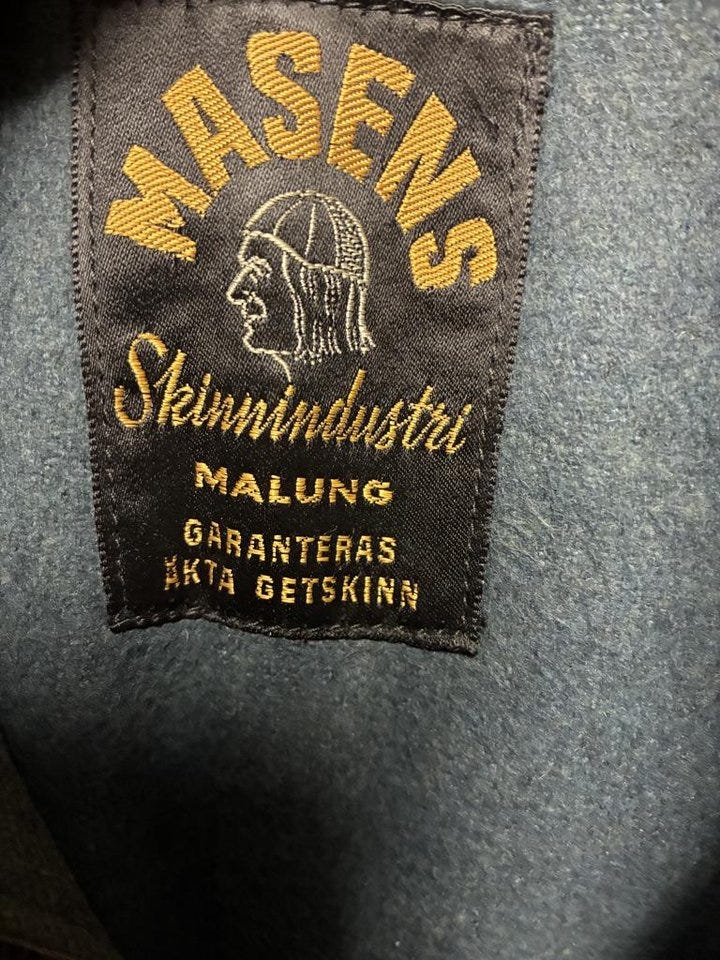 MASENS
Skinnindustri
MALUNG
GARANTERAS
ÄKTA GETSKINN